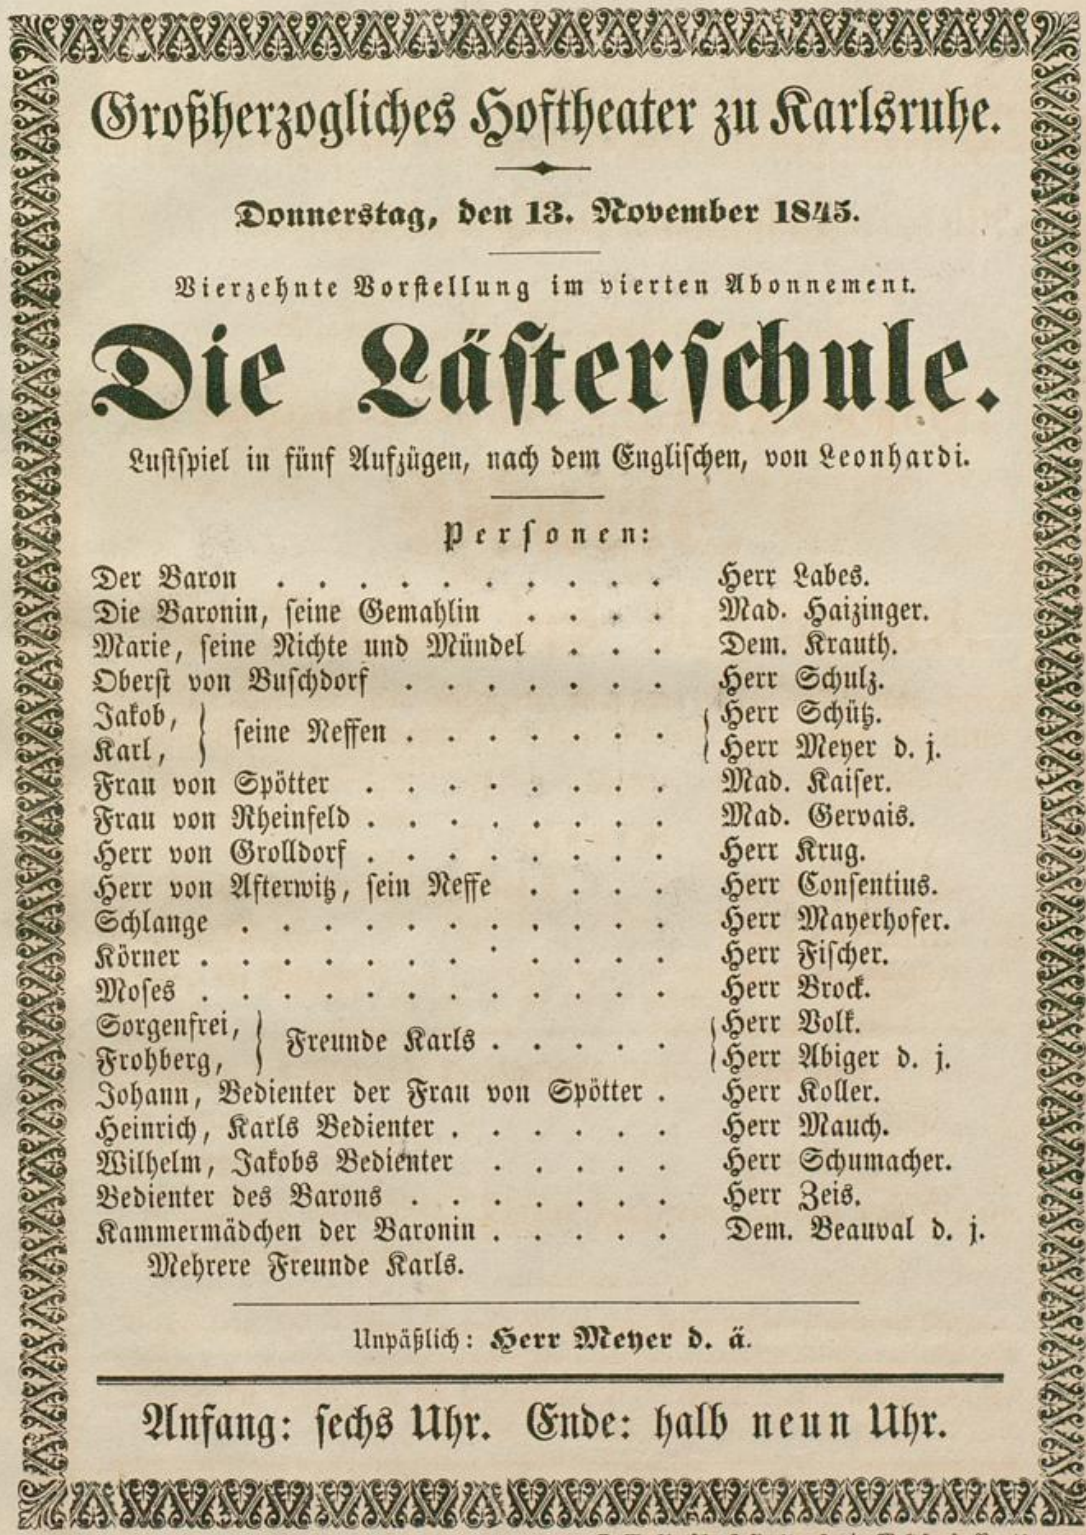 Großherzogliches Hoftheater zu Karlsruhe.
Donnerstag, den 13. November 1845.
Vierzehnte Vorstellung im vierten Abonnement.
Die Lästerschule.
Lustspiel in fünf Aufzügen, nach dem Englischen, von Leonhardi.
Personen:
Der Baron . . . . . . . . . . Herr Labes.
Die Baronin, seine Gemahlin . . . . Mad. Haizinger.
Marie, seine Nichte und Mündel . . . Dem. Krauth.
Oberst von Buschdorf . . . . . . . Herr Schulz.
Jakob, } seine Neffen . . . . . . . { Herr Schütz.
Karl, } { Herr Meyer d. j.
Frau von Spötter . . . . . . . . Mad. Kaiser.
Frau von Rheinfeld . . . . . . . . Mad. Gervais.
Herr von Grolldorf . . . . . . . . Herr Krug.
Herr von Afterwitz, sein Neffe . . . . Herr Consentius.
Schlange . . . . . . . . . . . Herr Mayerhofer.
Körner . . . . . . . . . . . . Herr Fischer.
Moses . . . . . . . . . . . . Herr Brock.
Sorgenfrei, } Freunde Karls . . . . . { Herr Volk.
Frohberg, } { Herr Abiger d. j.
Johann, Bedienter der Frau von Spötter . Herr Koller.
Heinrich, Karls Bedienter . . . . . . Herr Mauch.
Wilhelm, Jakobs Bedienter . . . . . Herr Schumacher.
Bedienter des Barons . . . . . . . Herr Zeis.
Kammermädchen der Baronin . . . . . Dem. Beauval d. j.
Mehrere Freunde Karls.
Unpäßlich: Herr Meyer d. ä.
Anfang: sechs Uhr. Ende: halb neun Uhr.